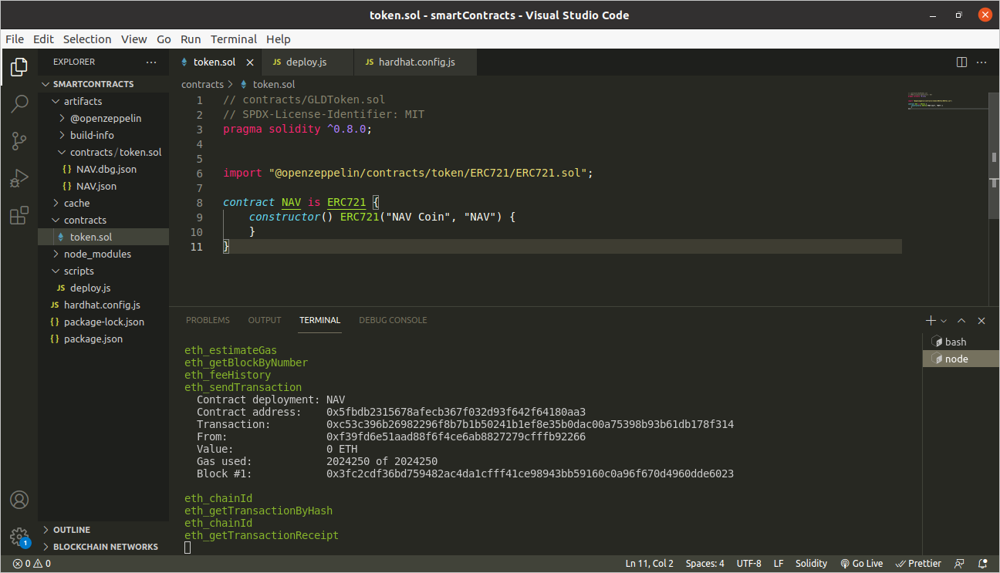 token.sol - smartContracts - Visual Studio Code
File Edit Selection View Go Run Terminal Help
EXPLORER
SMARTCONTRACTS
artifacts
@openzeppelin
build-info
contracts / token.sol
{} NAV.dbg.json
{} NAV.json
cache
contracts
token.sol
node_modules
scripts
JS deploy.js
JS hardhat.config.js
{} package-lock.json
{} package.json
OUTLINE
BLOCKCHAIN NETWORKS
token.sol JS deploy.js JS hardhat.config.js
contracts > token.sol
1 // contracts/GLDToken.sol
2 // SPDX-License-Identifier: MIT
3 pragma solidity ^0.8.0;
4
5
6 import "@openzeppelin/contracts/token/ERC721/ERC721.sol";
7
8 contract NAV is ERC721 {
9 constructor() ERC721("NAV Coin", "NAV") {
10 }
11 }
PROBLEMS OUTPUT TERMINAL DEBUG CONSOLE
eth_estimateGas
eth_getBlockByNumber
eth_feeHistory
eth_sendTransaction
Contract deployment: NAV
Contract address: 0x5fbdb2315678afecb367f032d93f642f64180aa3
Transaction: 0xc53c396b26982296f8b7b1b50241b1ef8e35b0dac00a75398b93b61db178f314
From: 0xf39fd6e51aad88f6f4ce6ab8827279cfffb92266
Value: 0 ETH
Gas used: 2024250 of 2024250
Block #1: 0x3fc2cdf36bd759482ac4da1cfff41ce98943bb59160c0a96f670d4960dde6023
eth_chainId
eth_getTransactionByHash
eth_chainId
eth_getTransactionReceipt
bash
node
1
0 0 Ln 11, Col 2 Spaces: 4 UTF-8 LF Solidity Go Live Prettier